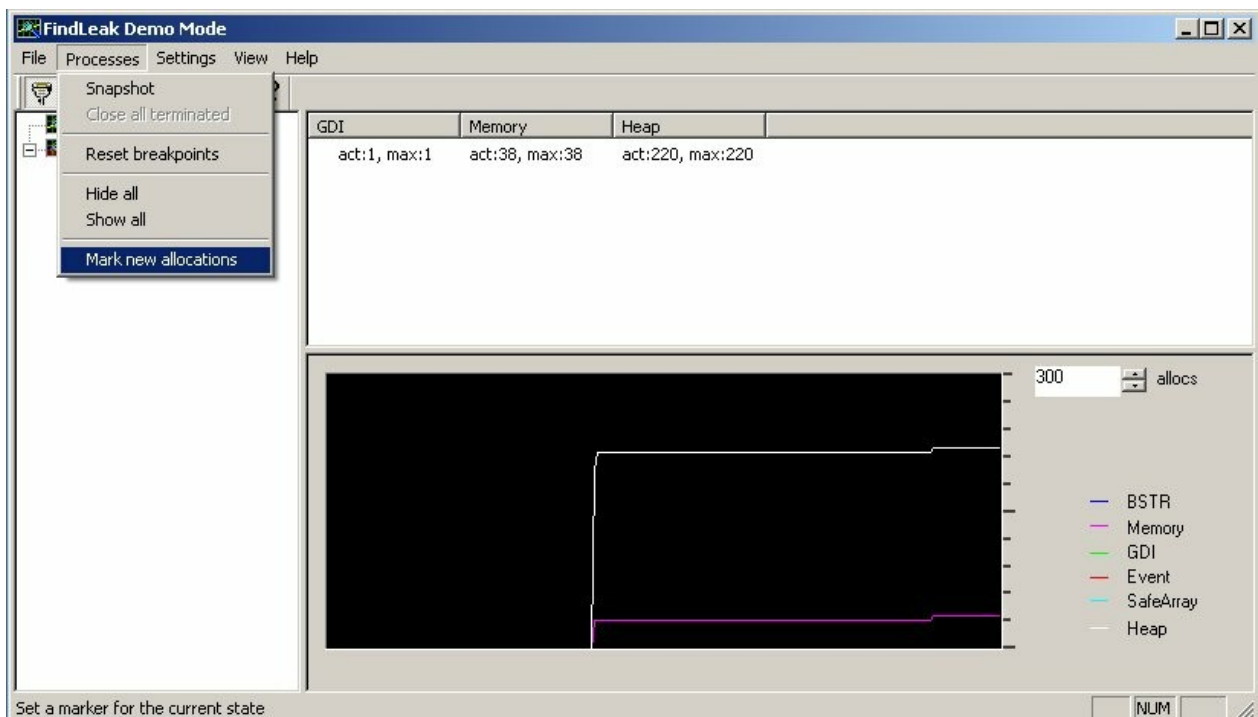 FindLeak Demo Mode
File Processes Settings View Help
Snapshot
Close all terminated
Reset breakpoints
Hide all
Show all
Mark new allocations
GDI Memory Heap
act:1, max:1 act:38, max:38 act:220, max:220
300 allocs
BSTR
Memory
GDI
Event
SafeArray
Heap
Set a marker for the current state NUM